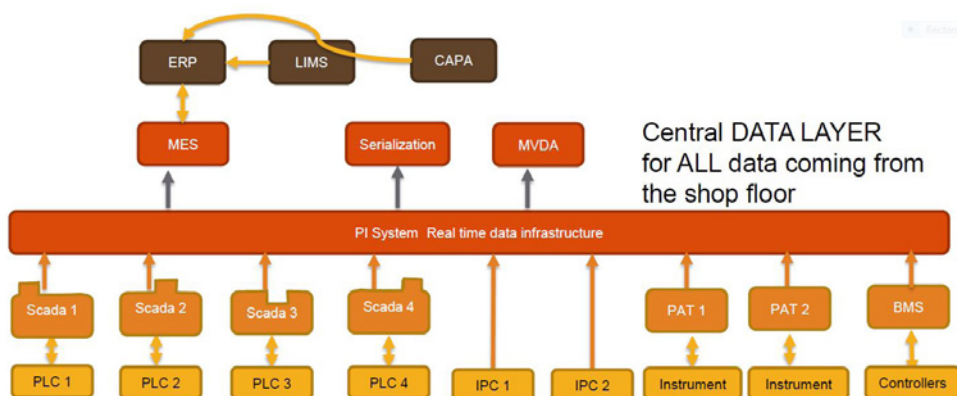 ERP
LIMS
CAPA
MES
Serialization
MVDA
Central DATA LAYER
for ALL data coming from
the shop floor
PI System Real time data infrastructure
Scada 1
Scada 2
Scada 3
Scada 4
PAT 1
PAT 2
BMS
PLC 1
PLC 2
PLC 3
PLC 4
IPC 1
IPC 2
Instrument
Instrument
Controllers